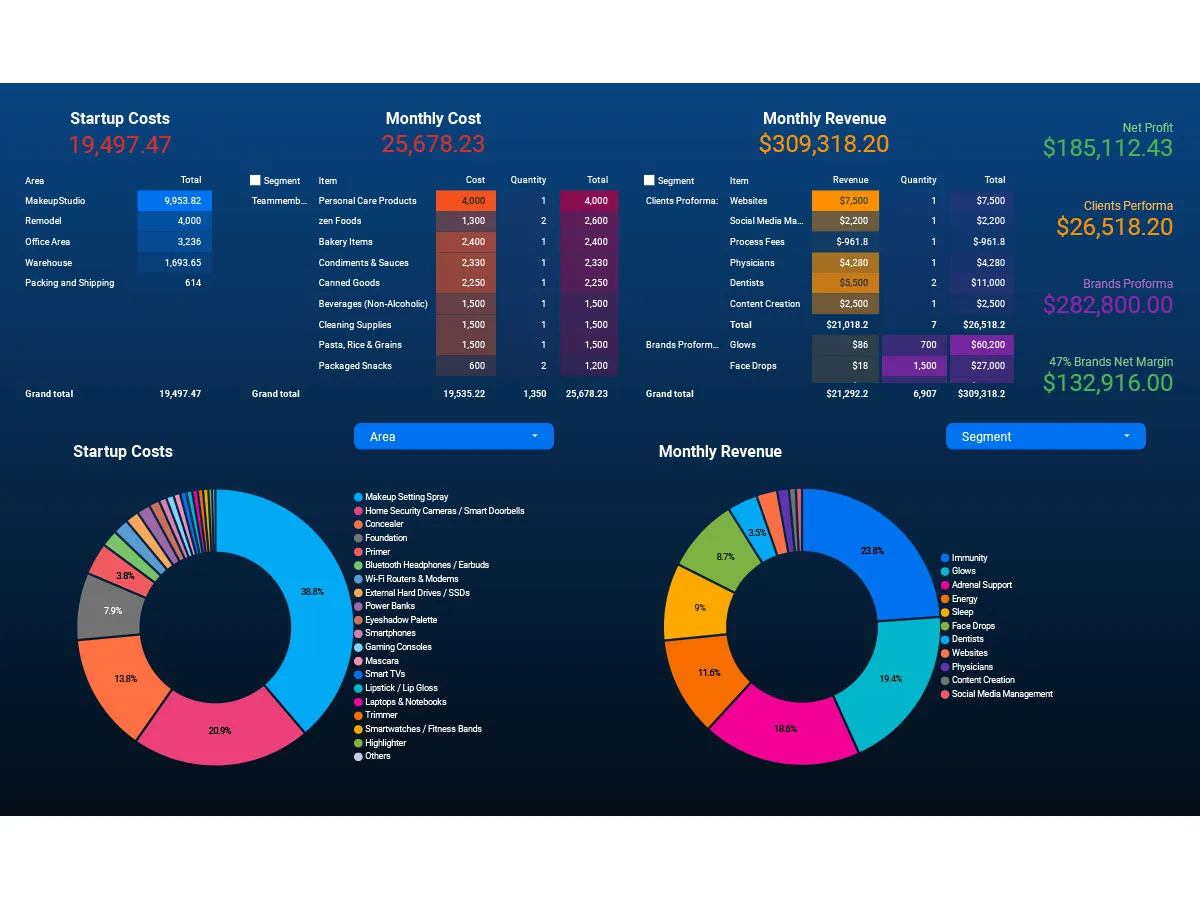 Startup Costs
19,497.47
Monthly Cost
25,678.23
Monthly Revenue
$309,318.20
Net Profit
$185,112.43
Clients Performa
$26,518.20
Brands Proforma
$282,800.00
47% Brands Net Margin
$132,916.00
Area Total
MakeupStudio 9,953.82
Remodel 4,000
Office Area 3,236
Warehouse 1,693.65
Packing and Shipping 614
Grand total 19,497.47
Segment Item Cost Quantity Total
Teammemb... Personal Care Products 4,000 1 4,000
zen Foods 1,300 2 2,600
Bakery Items 2,400 1 2,400
Condiments & Sauces 2,330 1 2,330
Canned Goods 2,250 1 2,250
Beverages (Non-Alcoholic) 1,500 1 1,500
Cleaning Supplies 1,500 1 1,500
Pasta, Rice & Grains 1,500 1 1,500
Packaged Snacks 600 2 1,200
Grand total 19,535.22 1,350 25,678.23
Segment Item Revenue Quantity Total
Clients Proforma: Websites $7,500 1 $7,500
Social Media Ma... $2,200 1 $2,200
Process Fees $-961.8 1 $-961.8
Physicians $4,280 1 $4,280
Dentists $5,500 2 $11,000
Content Creation $2,500 1 $2,500
Total $21,018.2 7 $26,518.2
Brands Proform... Glows $86 700 $60,200
Face Drops $18 1,500 $27,000
Grand total $21,292.2 6,907 $309,318.2
Area
Segment
Startup Costs
38.8%
20.9%
13.8%
7.9%
3.8%
Makeup Setting Spray
Home Security Cameras / Smart Doorbells
Concealer
Foundation
Primer
Bluetooth Headphones / Earbuds
Wi-Fi Routers & Modems
External Hard Drives / SSDs
Power Banks
Eyeshadow Palette
Smartphones
Gaming Consoles
Mascara
Smart TVs
Lipstick / Lip Gloss
Laptops & Notebooks
Trimmer
Smartwatches / Fitness Bands
Highlighter
Others
Monthly Revenue
23.8%
19.4%
18.6%
11.6%
9%
8.7%
3.5%
Immunity
Glows
Adrenal Support
Energy
Sleep
Face Drops
Dentists
Websites
Physicians
Content Creation
Social Media Management